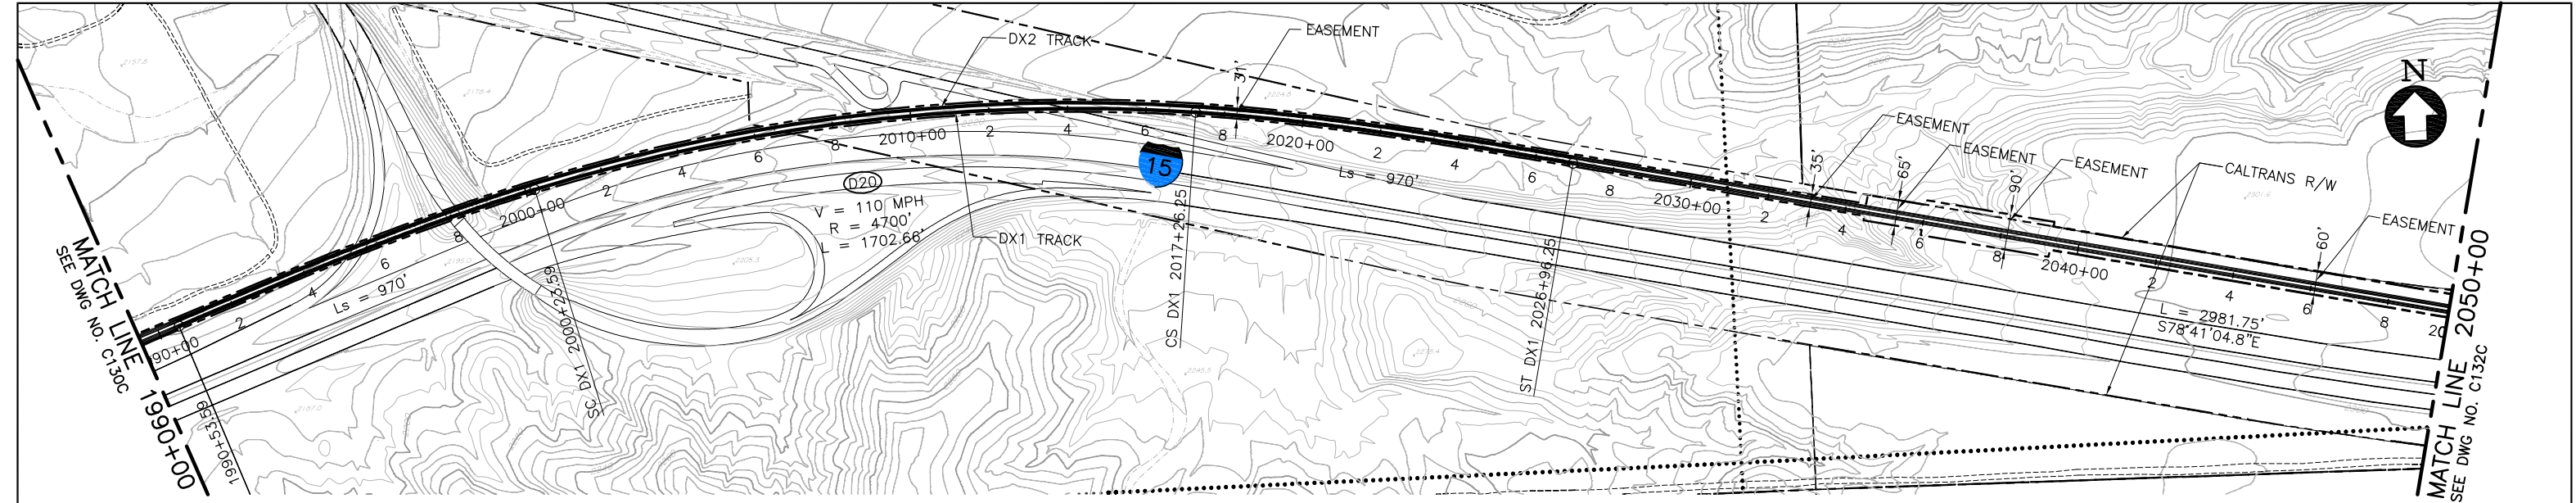 DX2 TRACK
EASEMENT
31'
N
2010+00
2
4
6
8
2020+00
2
4
6
8
2030+00
2
4
6
8
2040+00
2
4
6
8
20
15
D20
V = 110 MPH
R = 4700'
L = 1702.66'
DX1 TRACK
Ls = 970'
EASEMENT
35'
EASEMENT
65'
EASEMENT
90'
CALTRANS R/W
EASEMENT
60'
90+00
2
4
6
8
2000+00
2
4
6
8
Ls = 970'
L = 2981.75'
S78°41'04.8"E
1990+53.59
SC DX1 2000+23.59
CS DX1 2017+26.25
ST DX1 2026+96.25
MATCH LINE 1990+00
SEE DWG NO. C130C
MATCH LINE 2050+00
SEE DWG NO. C132C